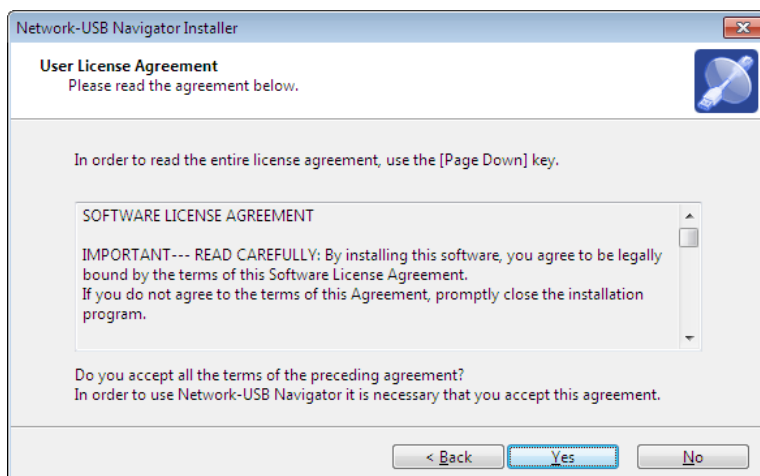 Network-USB Navigator Installer
User License Agreement
Please read the agreement below.
In order to read the entire license agreement, use the [Page Down] key.
SOFTWARE LICENSE AGREEMENT
IMPORTANT--- READ CAREFULLY: By installing this software, you agree to be legally
bound by the terms of this Software License Agreement.
If you do not agree to the terms of this Agreement, promptly close the installation
program.
Do you accept all the terms of the preceding agreement?
In order to use Network-USB Navigator it is necessary that you accept this agreement.
< Back
Yes
No